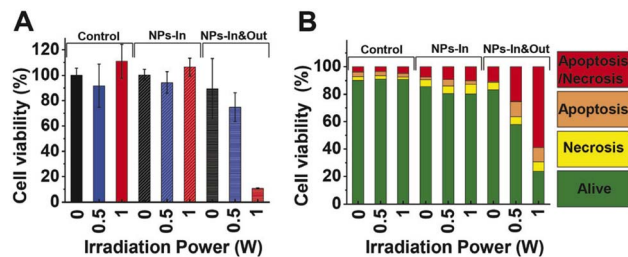 A
Control
NPs-In
NPs-In&Out
Cell viability (%)
120
100
80
60
40
20
0
0
0.5
1
0
0.5
1
0
0.5
1
Irradiation Power (W)
B
Control
NPs-In
NPs-In&Out
Cell viability (%)
100
80
60
40
20
0
0
0.5
1
0
0.5
1
0
0.5
1
Irradiation Power (W)
Apoptosis
/Necrosis
Apoptosis
Necrosis
Alive